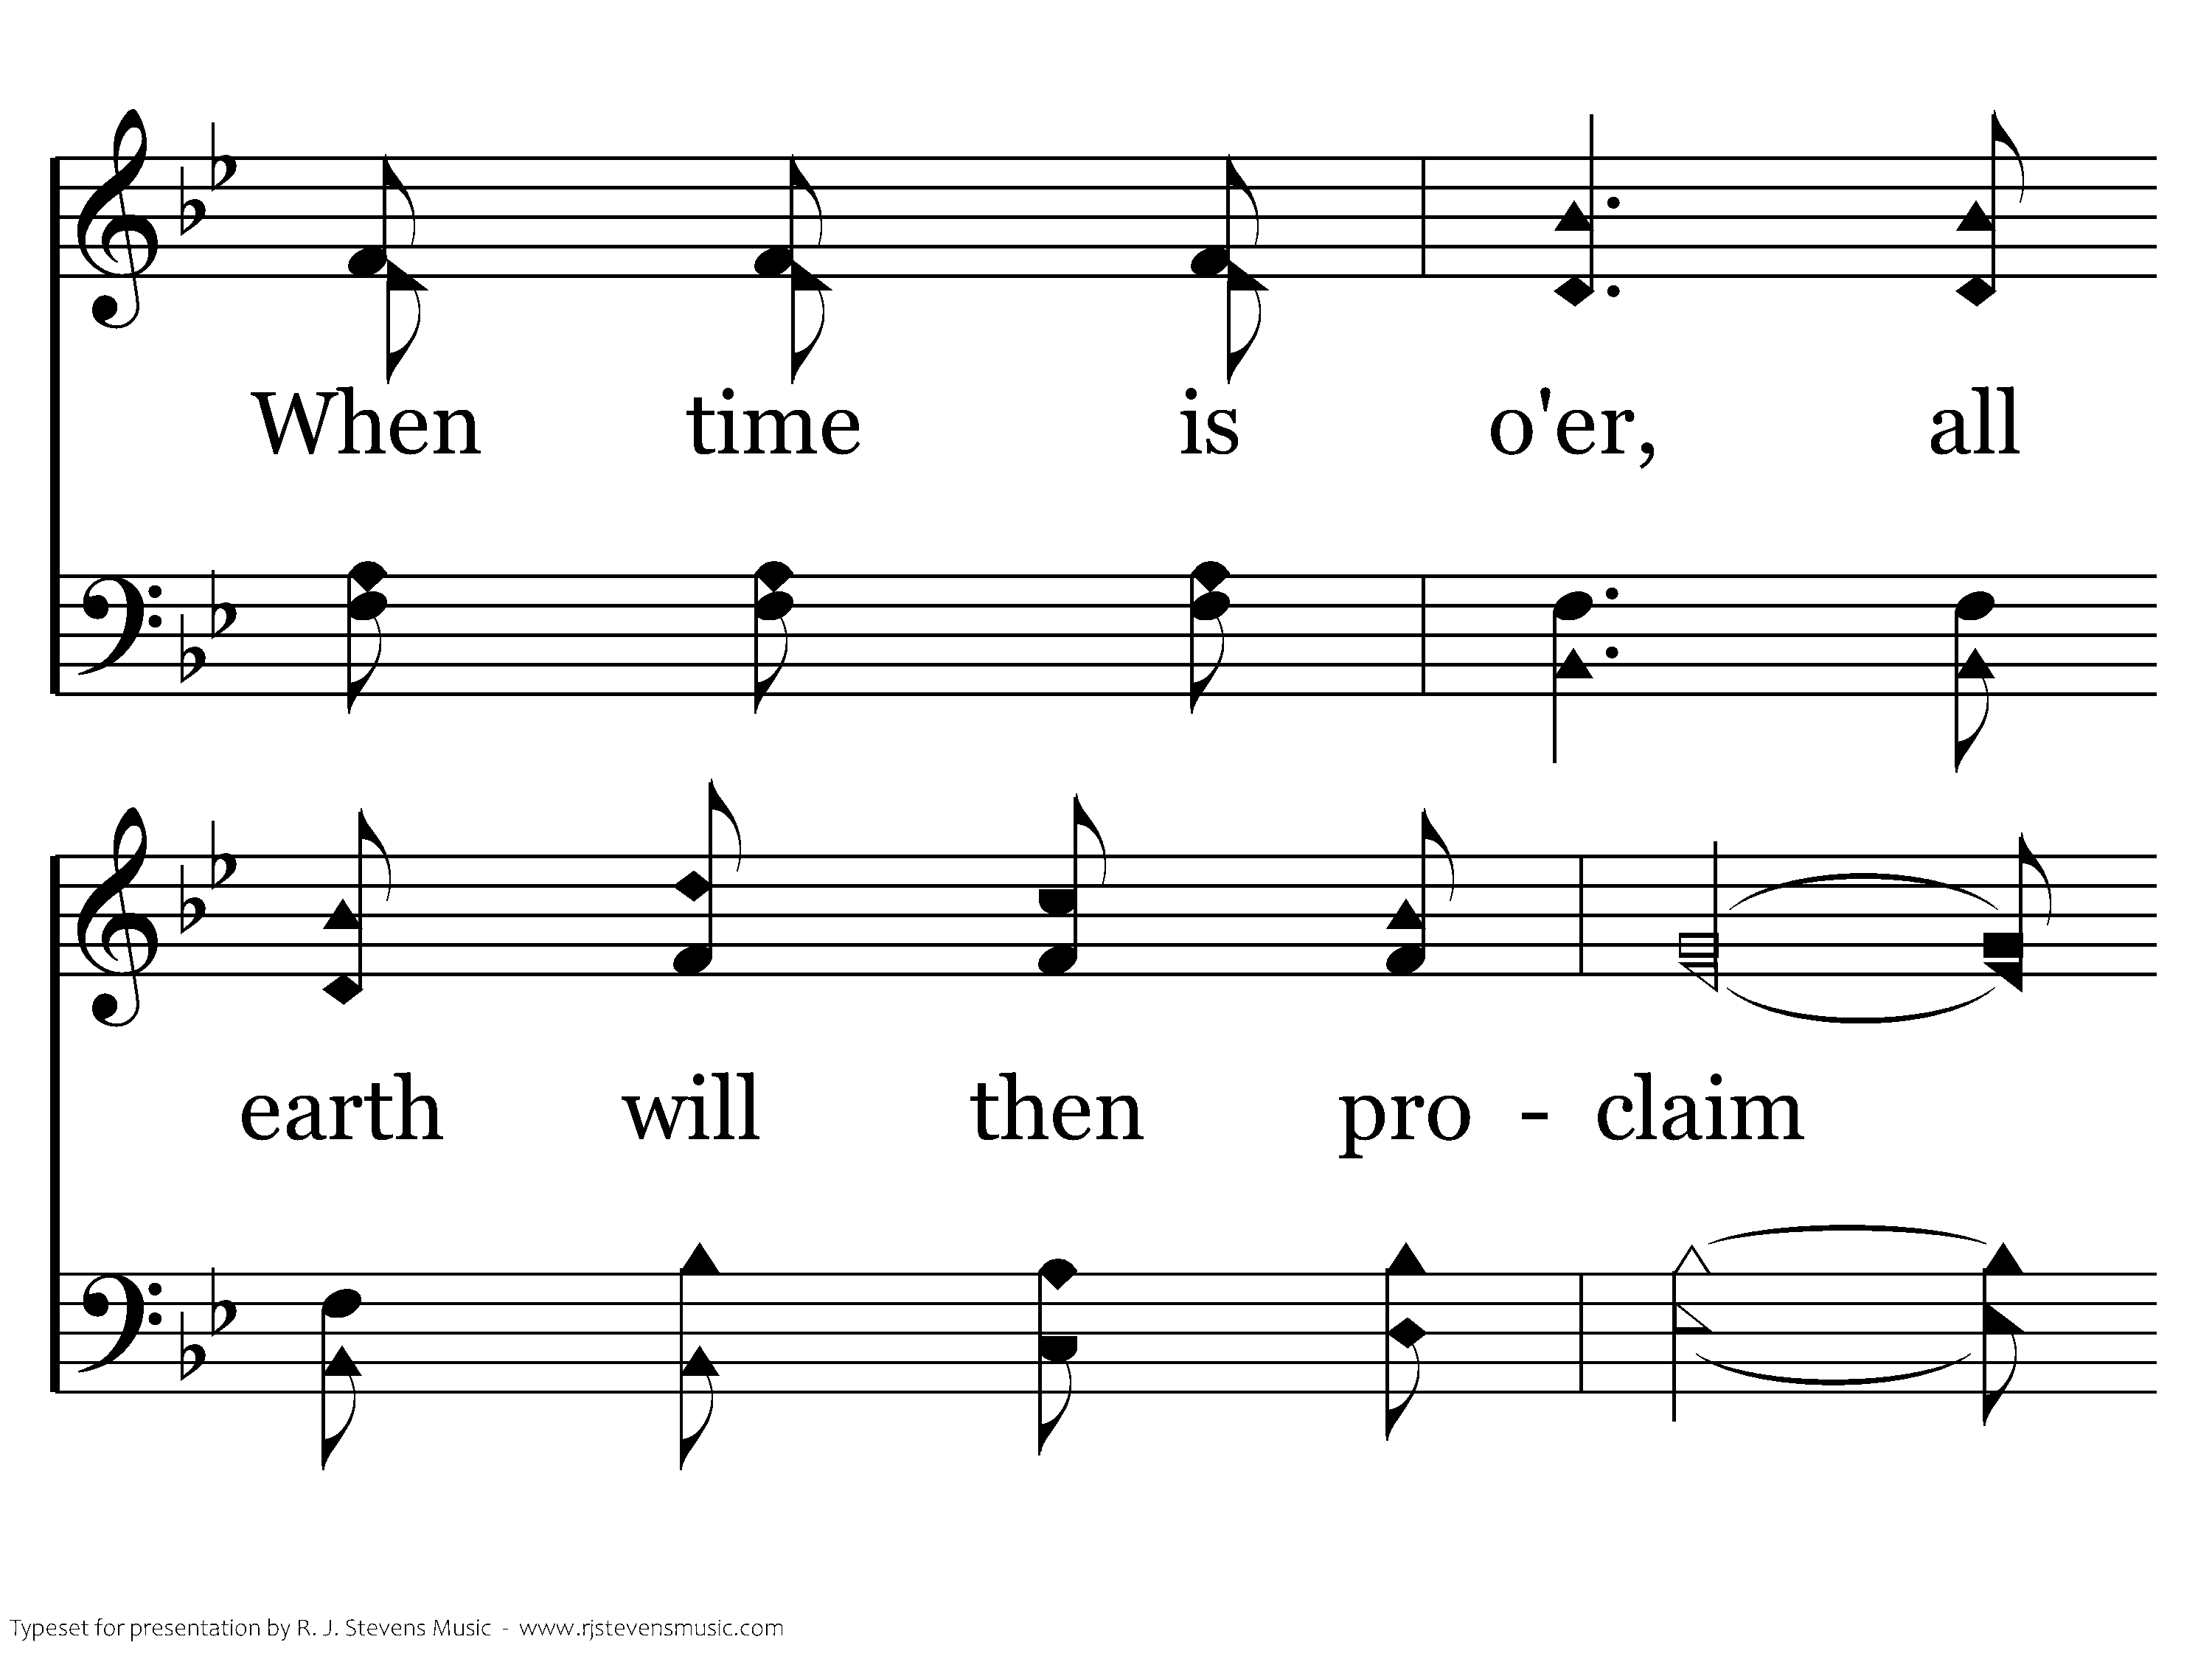 When time is o'er, all
earth will then pro - claim
Typeset for presentation by R. J. Stevens Music - www.rjstevensmusic.com